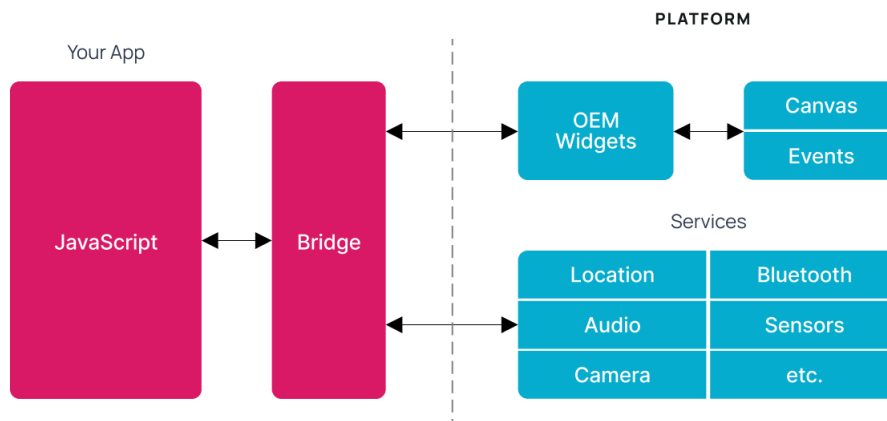 PLATFORM
Your App
JavaScript
Bridge
OEM
Widgets
Canvas
Events
Services
Location
Bluetooth
Audio
Sensors
Camera
etc.